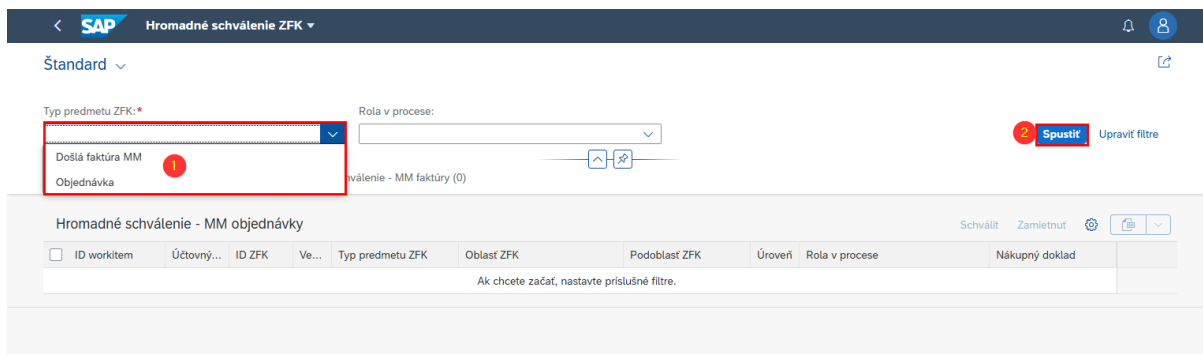 SAP Hromadné schválenie ZFK
Štandard
Typ predmetu ZFK:* Rola v procese:
2 Spustiť Upraviť filtre
Došlá faktúra MM
1
Objednávka
válenie - MM faktúry (0)
Hromadné schválenie - MM objednávky Schváliť Zamietnuť
ID workitem Účtovný... ID ZFK Ve... Typ predmetu ZFK Oblasť ZFK Podoblasť ZFK Úroveň Rola v procese Nákupný doklad
Ak chcete začať, nastavte príslušné filtre.